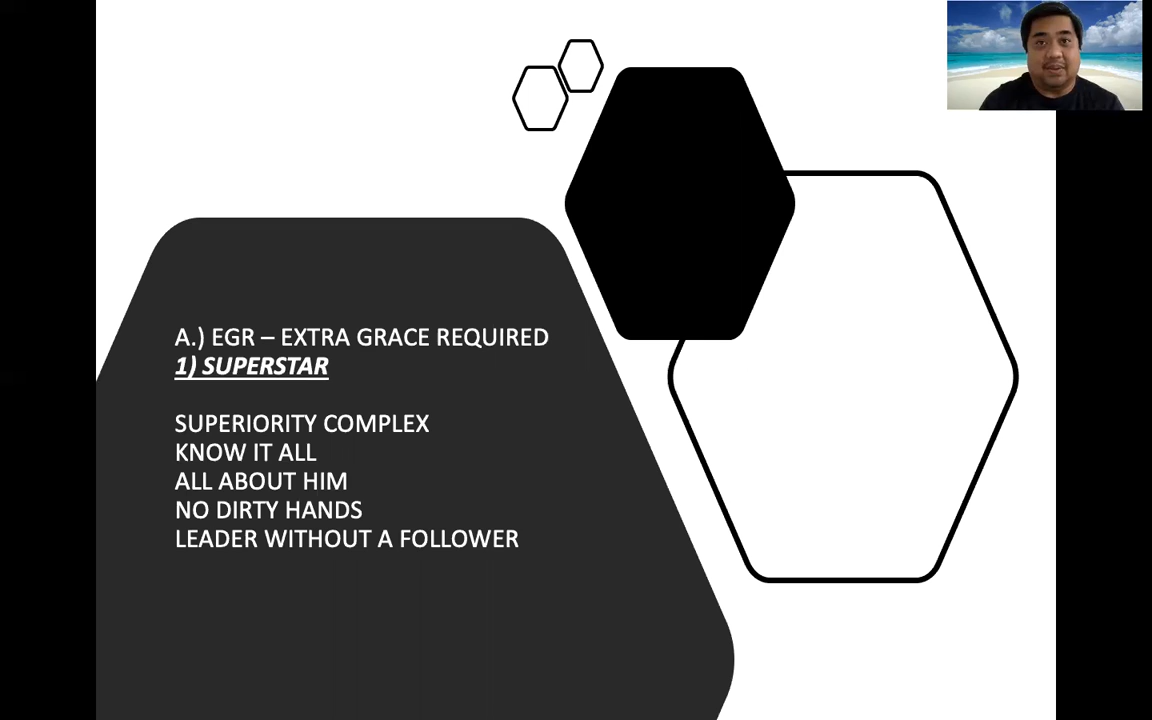 A.) EGR – EXTRA GRACE REQUIRED
1) SUPERSTAR
SUPERIORITY COMPLEX
KNOW IT ALL
ALL ABOUT HIM
NO DIRTY HANDS
LEADER WITHOUT A FOLLOWER